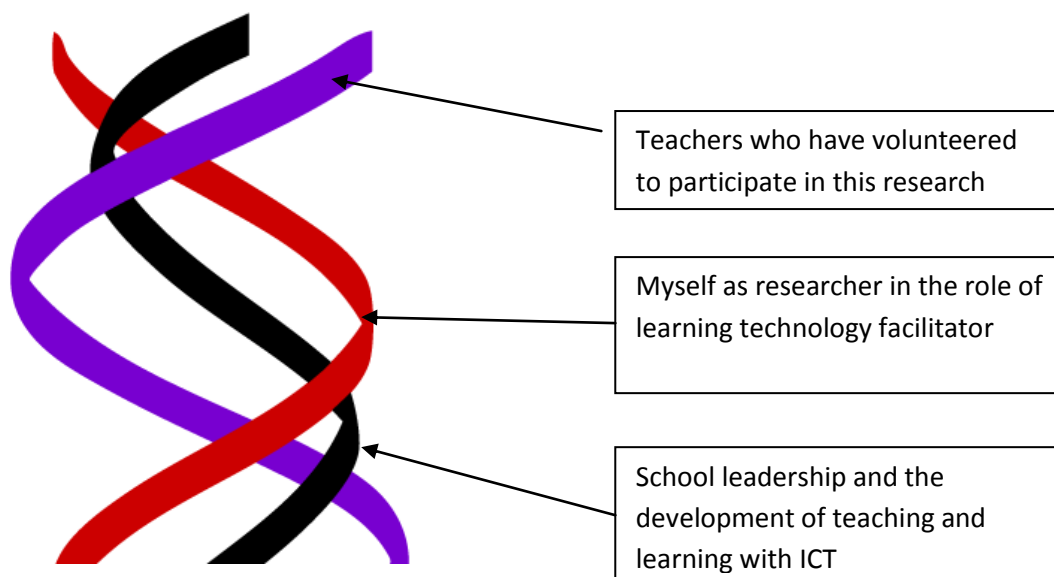 Teachers who have volunteered
to participate in this research
Myself as researcher in the role of
learning technology facilitator
School leadership and the
development of teaching and
learning with ICT